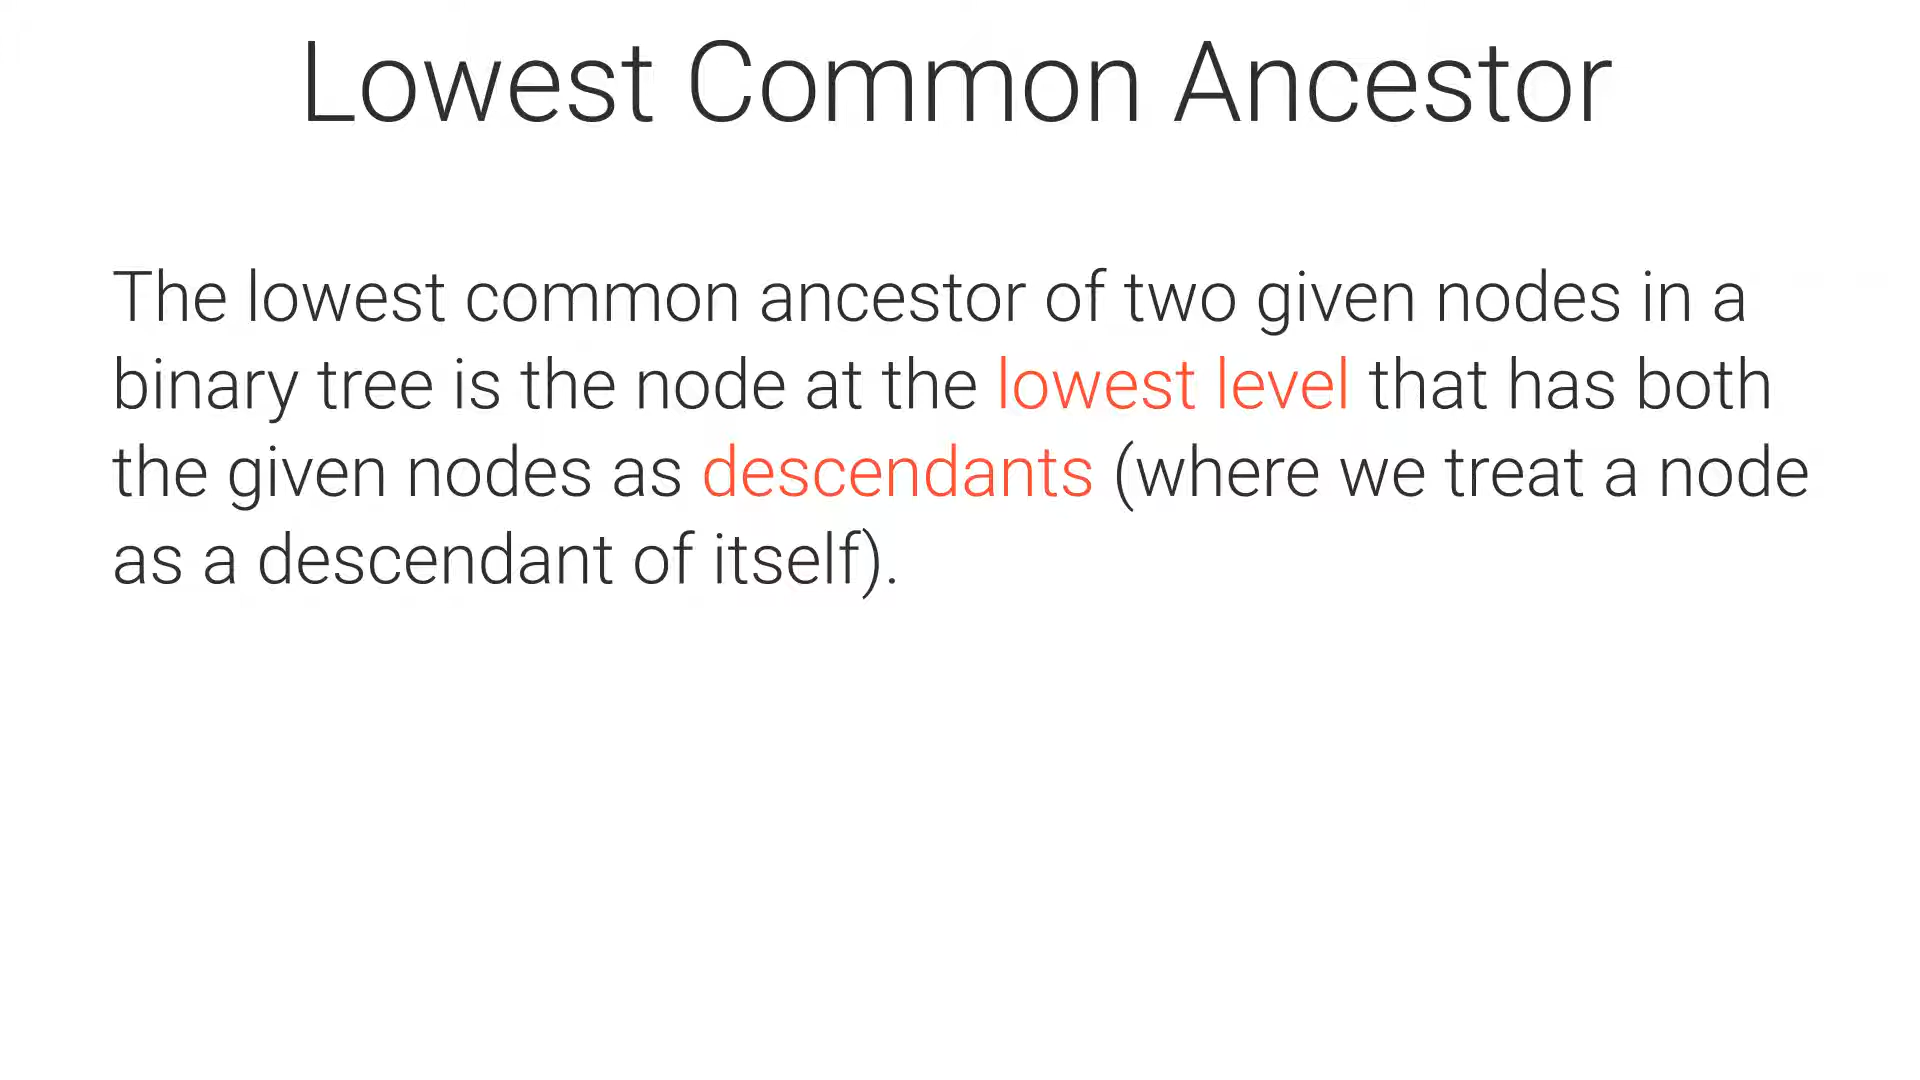 Lowest Common Ancestor
The lowest common ancestor of two given nodes in a
binary tree is the node at the lowest level that has both
the given nodes as descendants (where we treat a node
as a descendant of itself).